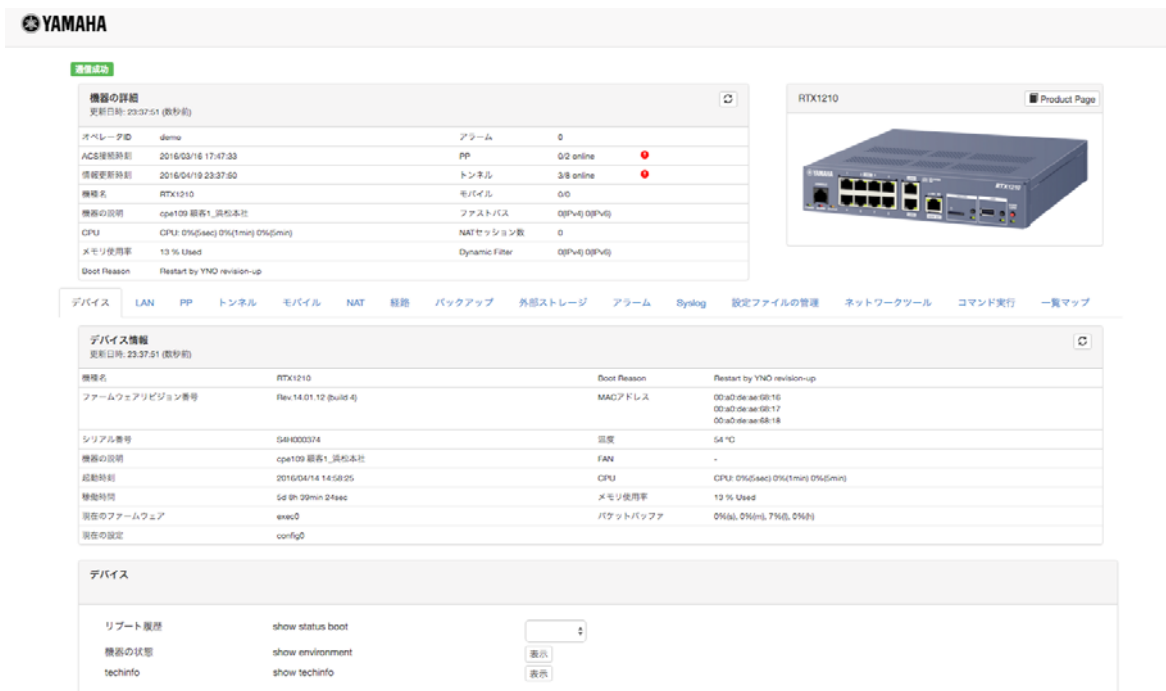 YAMAHA
通信成功
機器の詳細
更新日時: 23:37:51 (数秒前)
オペレータID demo アラーム 0
ACS接続時刻 2016/03/16 17:47:33 PP 0/2 online
情報更新時刻 2016/04/19 23:37:50 トンネル 3/8 online
機種名 RTX1210 モバイル 0/0
機器の説明 cpe109 顧客1_浜松本社 ファストパス 0(IPv4) 0(IPv6)
CPU CPU: 0%(5sec) 0%(1min) 0%(5min) NATセッション数 0
メモリ使用率 13 % Used Dynamic Filter 0(IPv4) 0(IPv6)
Boot Reason Restart by YNO revision-up
RTX1210 Product Page
YAMAHA
RTX1210
デバイス LAN PP トンネル モバイル NAT 経路 バックアップ 外部ストレージ アラーム Syslog 設定ファイルの管理 ネットワークツール コマンド実行 一覧マップ
デバイス情報
更新日時: 23:37:51 (数秒前)
機種名 RTX1210 Boot Reason Restart by YNO revision-up
ファームウェアリビジョン番号 Rev.14.01.12 (build 4) MACアドレス 00:a0:de:ae:68:16
00:a0:de:ae:68:17
00:a0:de:ae:68:18
シリアル番号 S4H000374 温度 54 ℃
機器の説明 cpe109 顧客1_浜松本社 FAN -
起動時刻 2016/04/14 14:58:25 CPU CPU: 0%(5sec) 0%(1min) 0%(5min)
稼働時間 5d 8h 39min 24sec メモリ使用率 13 % Used
現在のファームウェア exec0 パケットバッファ 0%(s), 0%(m), 7%(l), 0%(h)
現在の設定 config0
デバイス
リブート履歴 show status boot
機器の状態 show environment 表示
techinfo show techinfo 表示